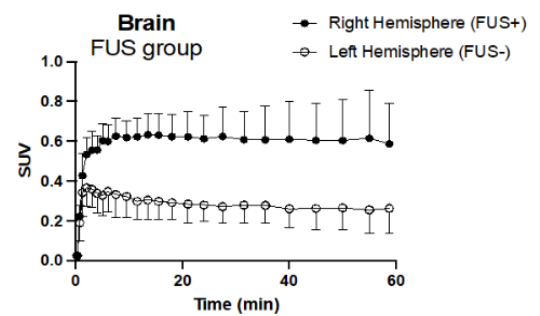 Brain
FUS group
Right Hemisphere (FUS+)
Left Hemisphere (FUS-)
1.0
0.8
0.6
0.4
0.2
0.0
SUV
0 20 40 60
Time (min)